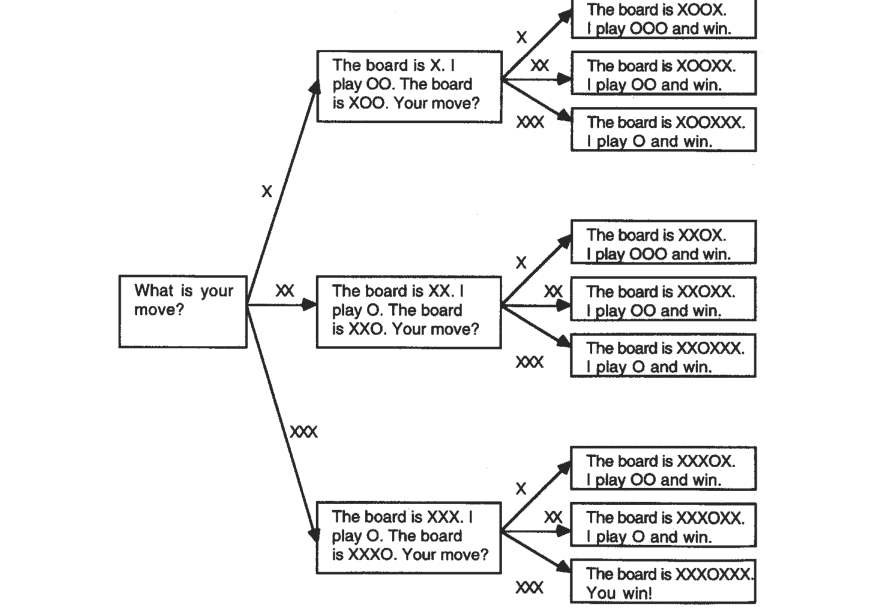 The board is XOOX.
I play OOO and win.
X
The board is X. I
play OO. The board
is XOO. Your move?
XX
The board is XOOXX.
I play OO and win.
XXX
The board is XOOXXX.
I play O and win.
X
The board is XXOX.
I play OOO and win.
X
What is your
move?
XX
The board is XX. I
play O. The board
is XXO. Your move?
XX
The board is XXOXX.
I play OO and win.
XXX
The board is XXOXXX.
I play O and win.
XXX
The board is XXXOX.
I play OO and win.
X
The board is XXX. I
play O. The board
is XXXO. Your move?
XX
The board is XXXOXX.
I play O and win.
XXX
The board is XXXOXXX.
You win!